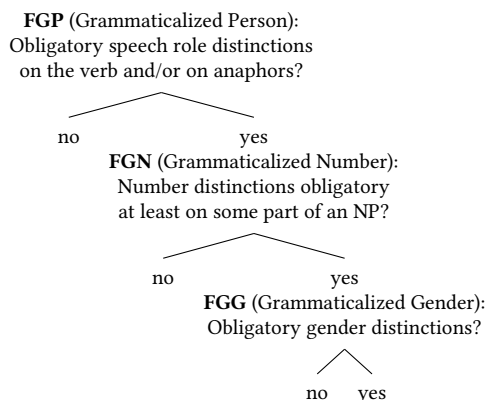 FGP (Grammaticalized Person):
Obligatory speech role distinctions
on the verb and/or on anaphors?
no yes
FGN (Grammaticalized Number):
Number distinctions obligatory
at least on some part of an NP?
no yes
FGG (Grammaticalized Gender):
Obligatory gender distinctions?
no yes